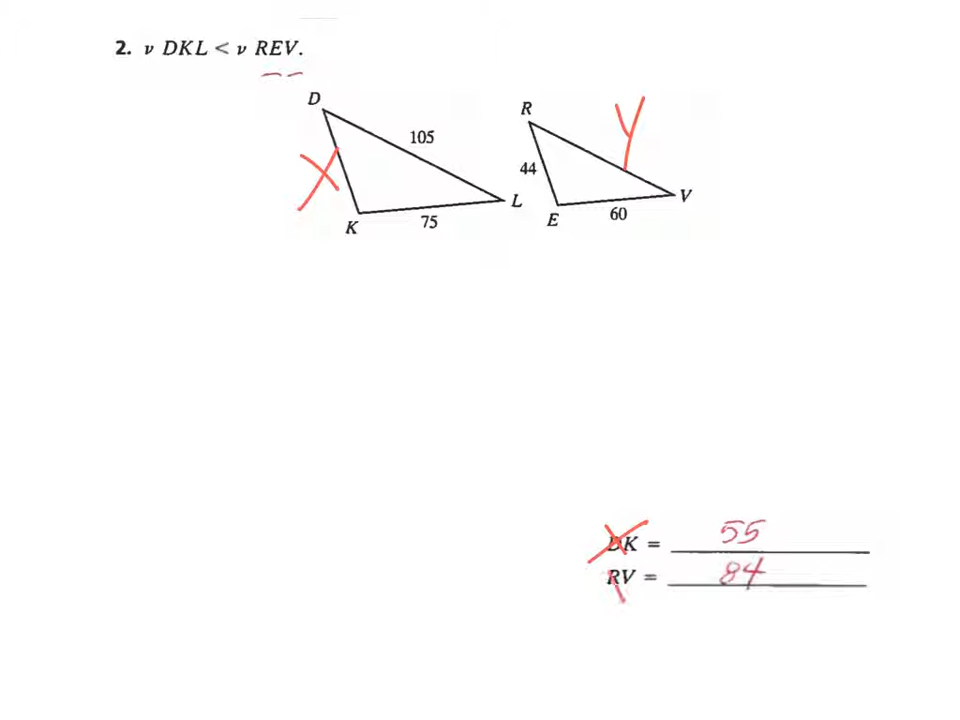 2. ν DKL < ν REV.
D
R
Y
105
X
44
L
V
K
75
E
60
DK = 55
RV = 84